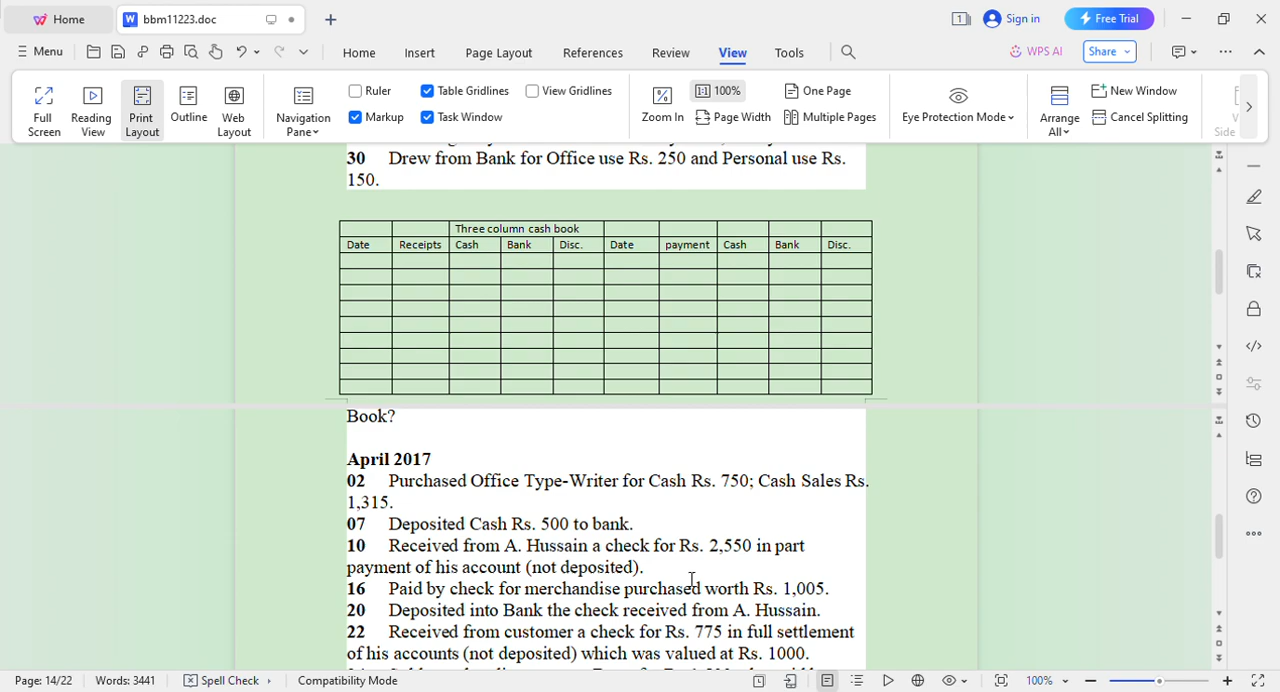 Home
bbm11223.doc
Sign in
Free Trial
Menu
Home
Insert
Page Layout
References
Review
View
Tools
WPS AI
Share
Full Screen
Reading View
Print Layout
Outline
Web Layout
Navigation Pane
Ruler
Table Gridlines
View Gridlines
Markup
Task Window
Zoom In
100%
Page Width
One Page
Multiple Pages
Eye Protection Mode
Arrange All
New Window
Cancel Splitting
Side
30 Drew from Bank for Office use Rs. 250 and Personal use Rs.
150.
Three column cash book
Date Receipts Cash Bank Disc. Date payment Cash Bank Disc.
Book?
April 2017
02 Purchased Office Type-Writer for Cash Rs. 750; Cash Sales Rs.
1,315.
07 Deposited Cash Rs. 500 to bank.
10 Received from A. Hussain a check for Rs. 2,550 in part
payment of his account (not deposited).
16 Paid by check for merchandise purchased worth Rs. 1,005.
20 Deposited into Bank the check received from A. Hussain.
22 Received from customer a check for Rs. 775 in full settlement
of his accounts (not deposited) which was valued at Rs. 1000.
Page: 14/22 Words: 3441 Spell Check Compatibility Mode 100%